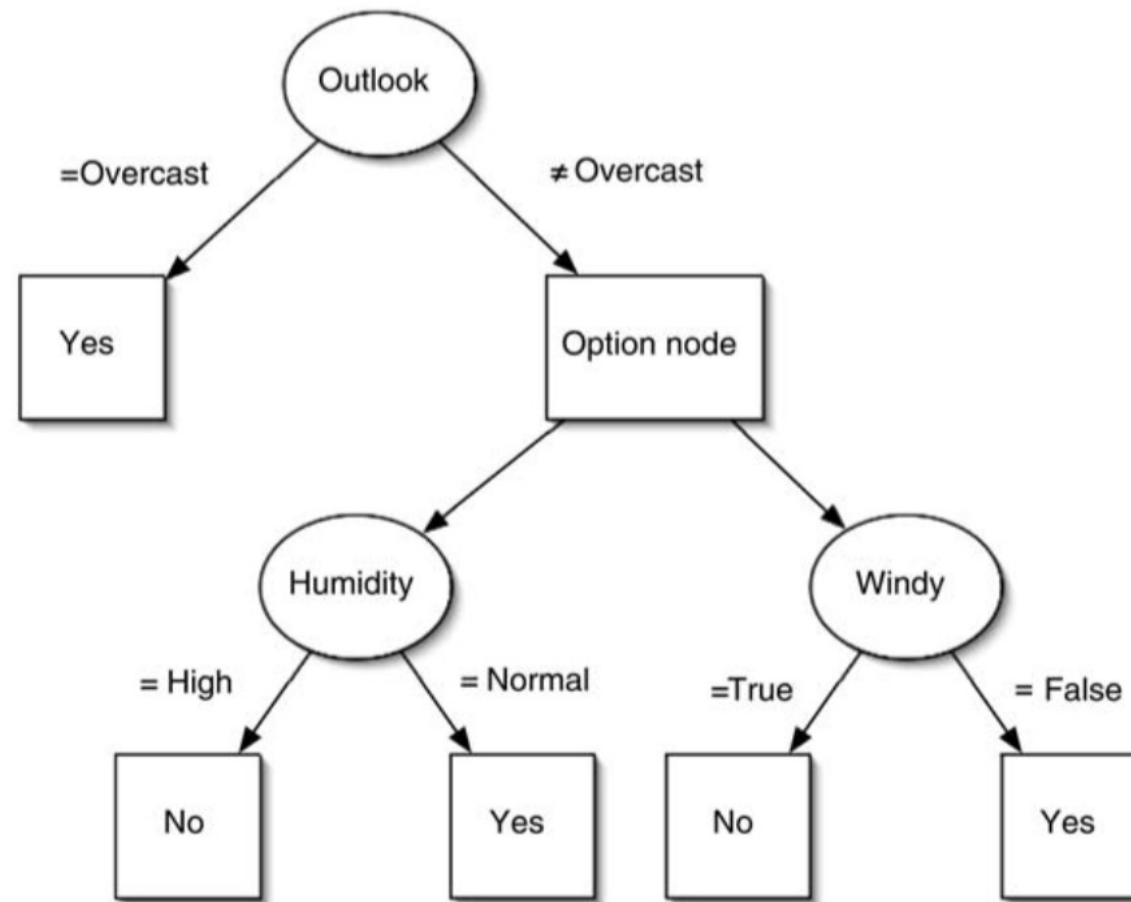 Outlook
=Overcast
≠ Overcast
Yes
Option node
Humidity
Windy
= High
= Normal
=True
= False
No
Yes
No
Yes